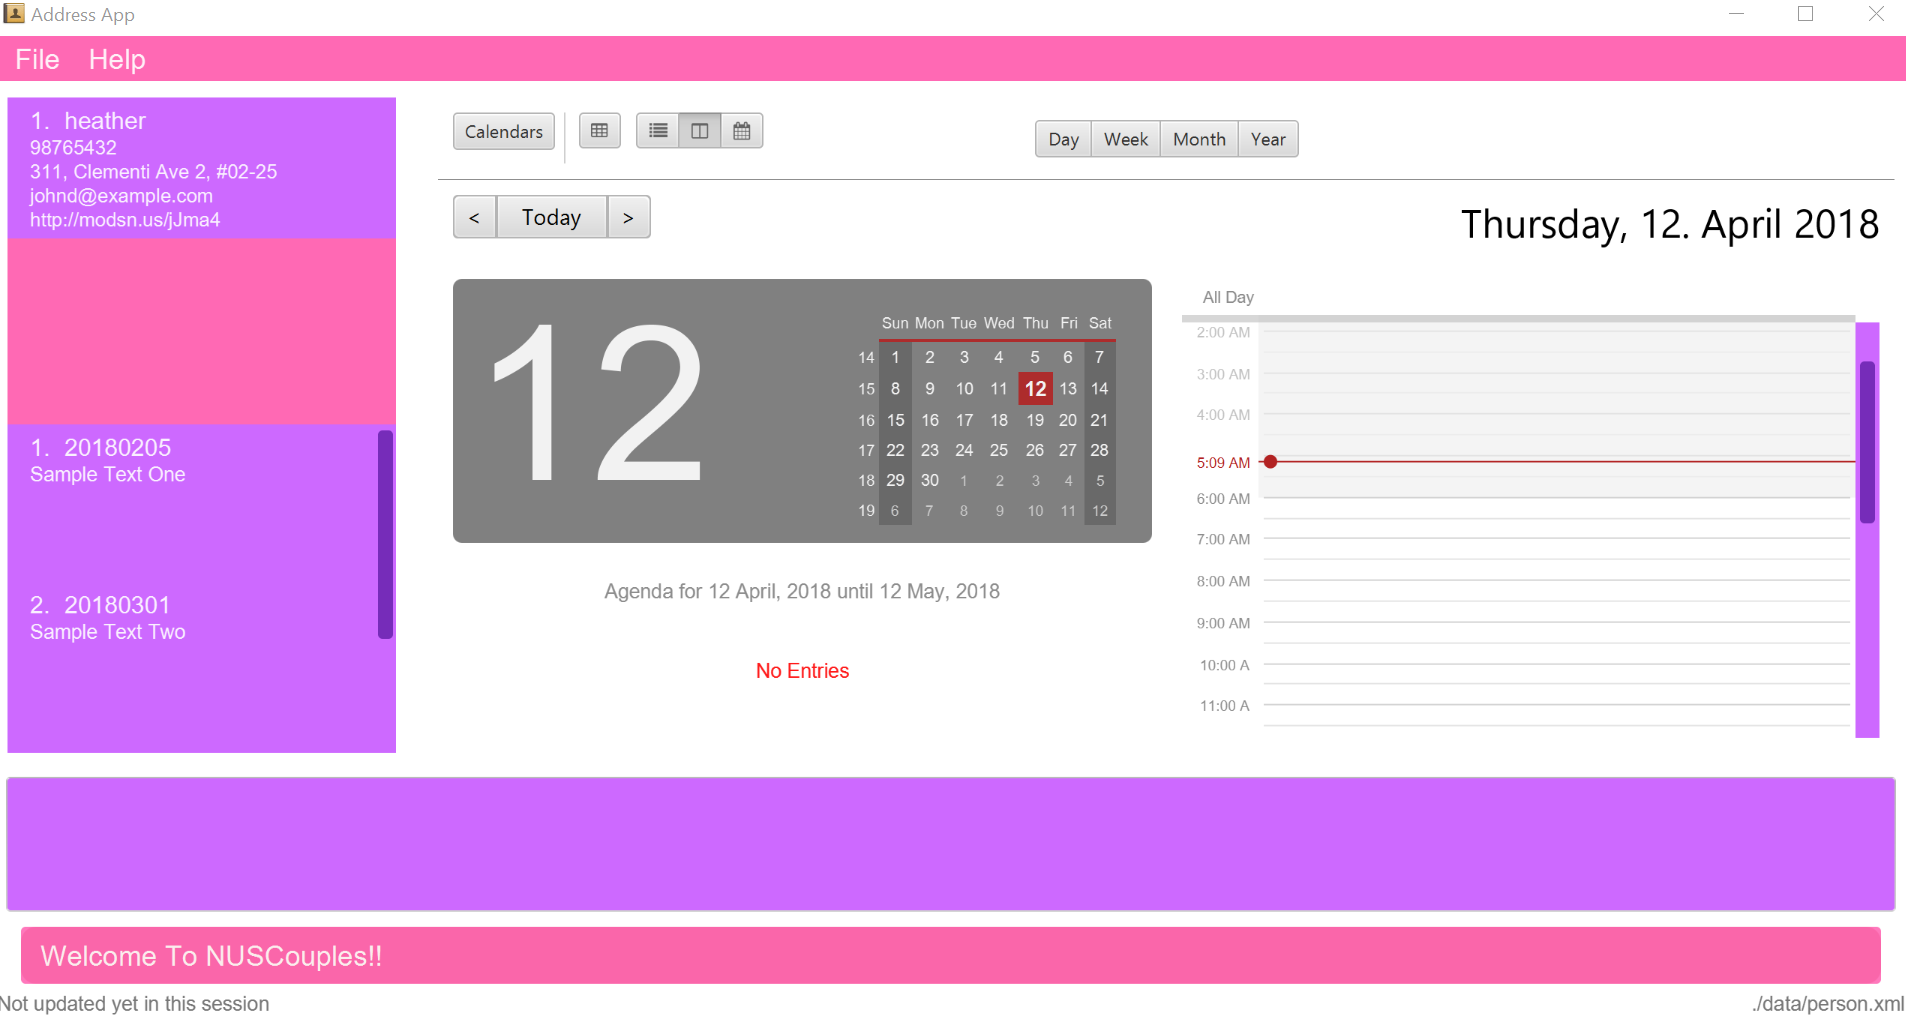 Address App
File Help
1. heather
98765432
311, Clementi Ave 2, #02-25
johnd@example.com
http://modsn.us/jJma4
1. 20180205
Sample Text One
2. 20180301
Sample Text Two
Calendars
Day Week Month Year
< Today >
Thursday, 12. April 2018
12
Sun Mon Tue Wed Thu Fri Sat
14 1 2 3 4 5 6 7
15 8 9 10 11 12 13 14
16 15 16 17 18 19 20 21
17 22 23 24 25 26 27 28
18 29 30 1 2 3 4 5
19 6 7 8 9 10 11 12
Agenda for 12 April, 2018 until 12 May, 2018
No Entries
All Day
2:00 AM
3:00 AM
4:00 AM
5:09 AM
6:00 AM
7:00 AM
8:00 AM
9:00 AM
10:00 A
11:00 A
Welcome To NUSCouples!!
Not updated yet in this session
./data/person.xml